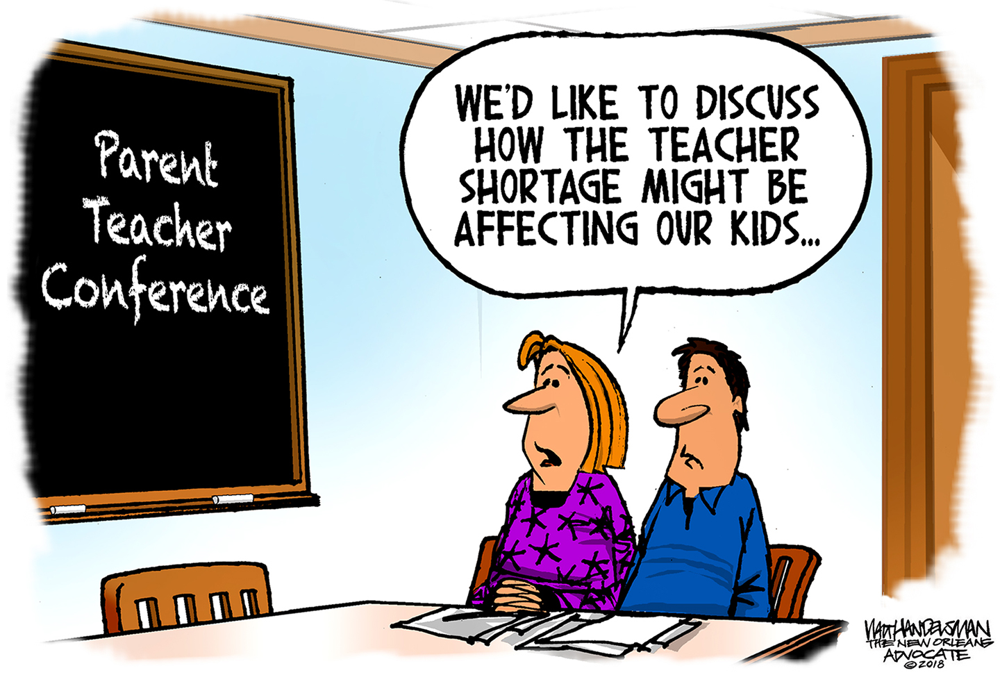 Parent
Teacher
Conference
WE'D LIKE TO DISCUSS
HOW THE TEACHER
SHORTAGE MIGHT BE
AFFECTING OUR KIDS...
WALT HANDELSMAN
THE NEW ORLEANS
ADVOCATE
©2018